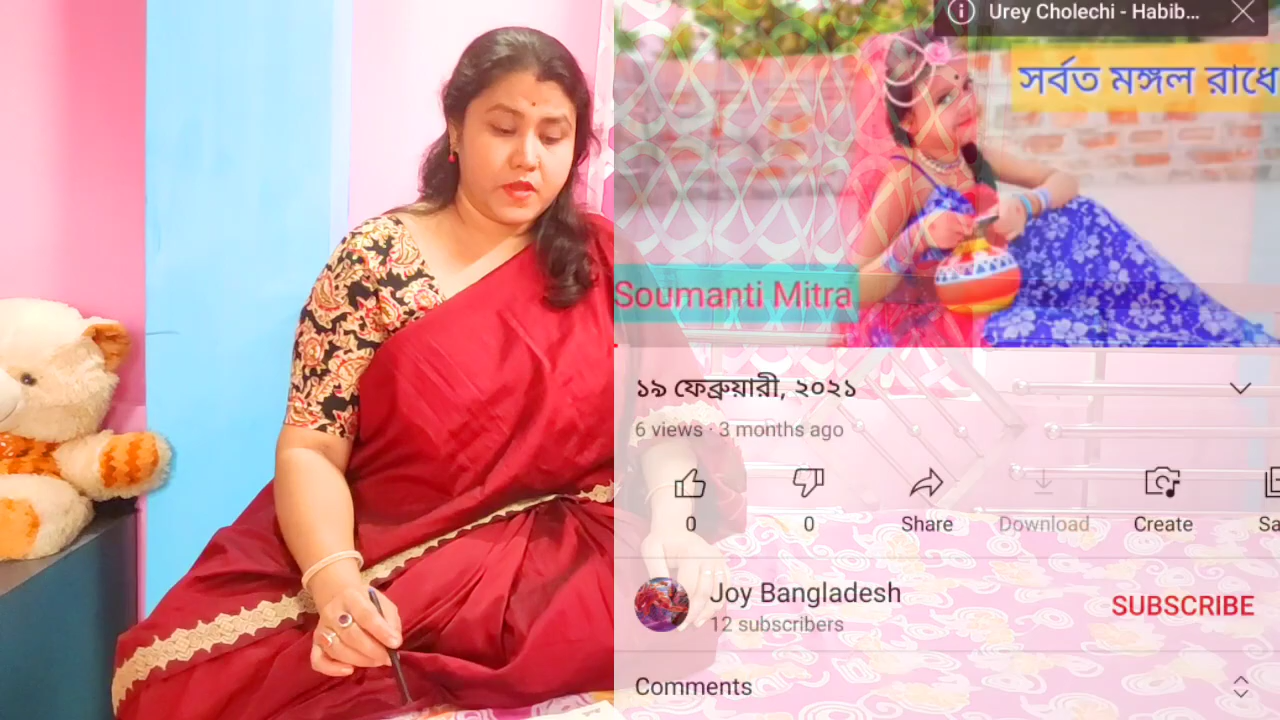 Urey Cholechi - Habib...
সর্বত মঙ্গল রাধে
Soumanti Mitra
১৯ ফেব্রুয়ারী, ২০২১
6 views · 3 months ago
0
0
Share
Download
Create
Sa
Joy Bangladesh
12 subscribers
SUBSCRIBE
Comments